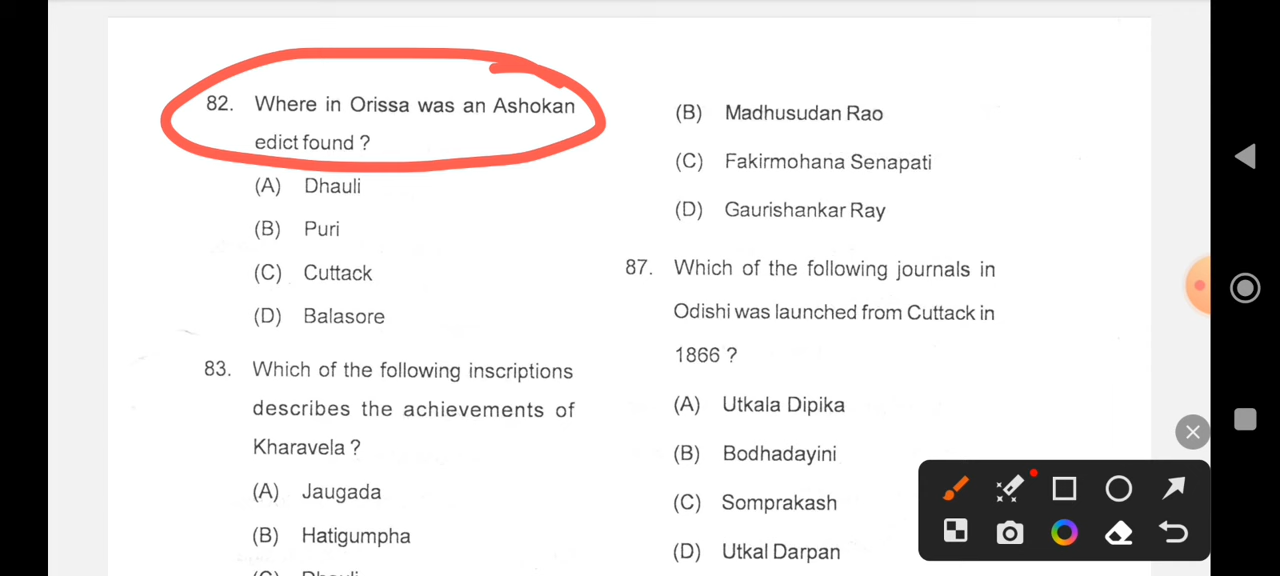 82. Where in Orissa was an Ashokan
edict found ?
(A) Dhauli
(B) Puri
(C) Cuttack
(D) Balasore
83. Which of the following inscriptions
describes the achievements of
Kharavela ?
(A) Jaugada
(B) Hatigumpha
(C) Dhauli
(B) Madhusudan Rao
(C) Fakirmohana Senapati
(D) Gaurishankar Ray
87. Which of the following journals in
Odishi was launched from Cuttack in
1866 ?
(A) Utkala Dipika
(B) Bodhadayini
(C) Somprakash
(D) Utkal Darpan